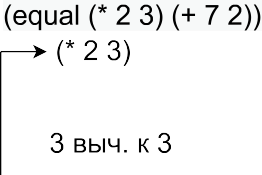 (equal (* 2 3) (+ 7 2))
(* 2 3)
3 выч. к 3